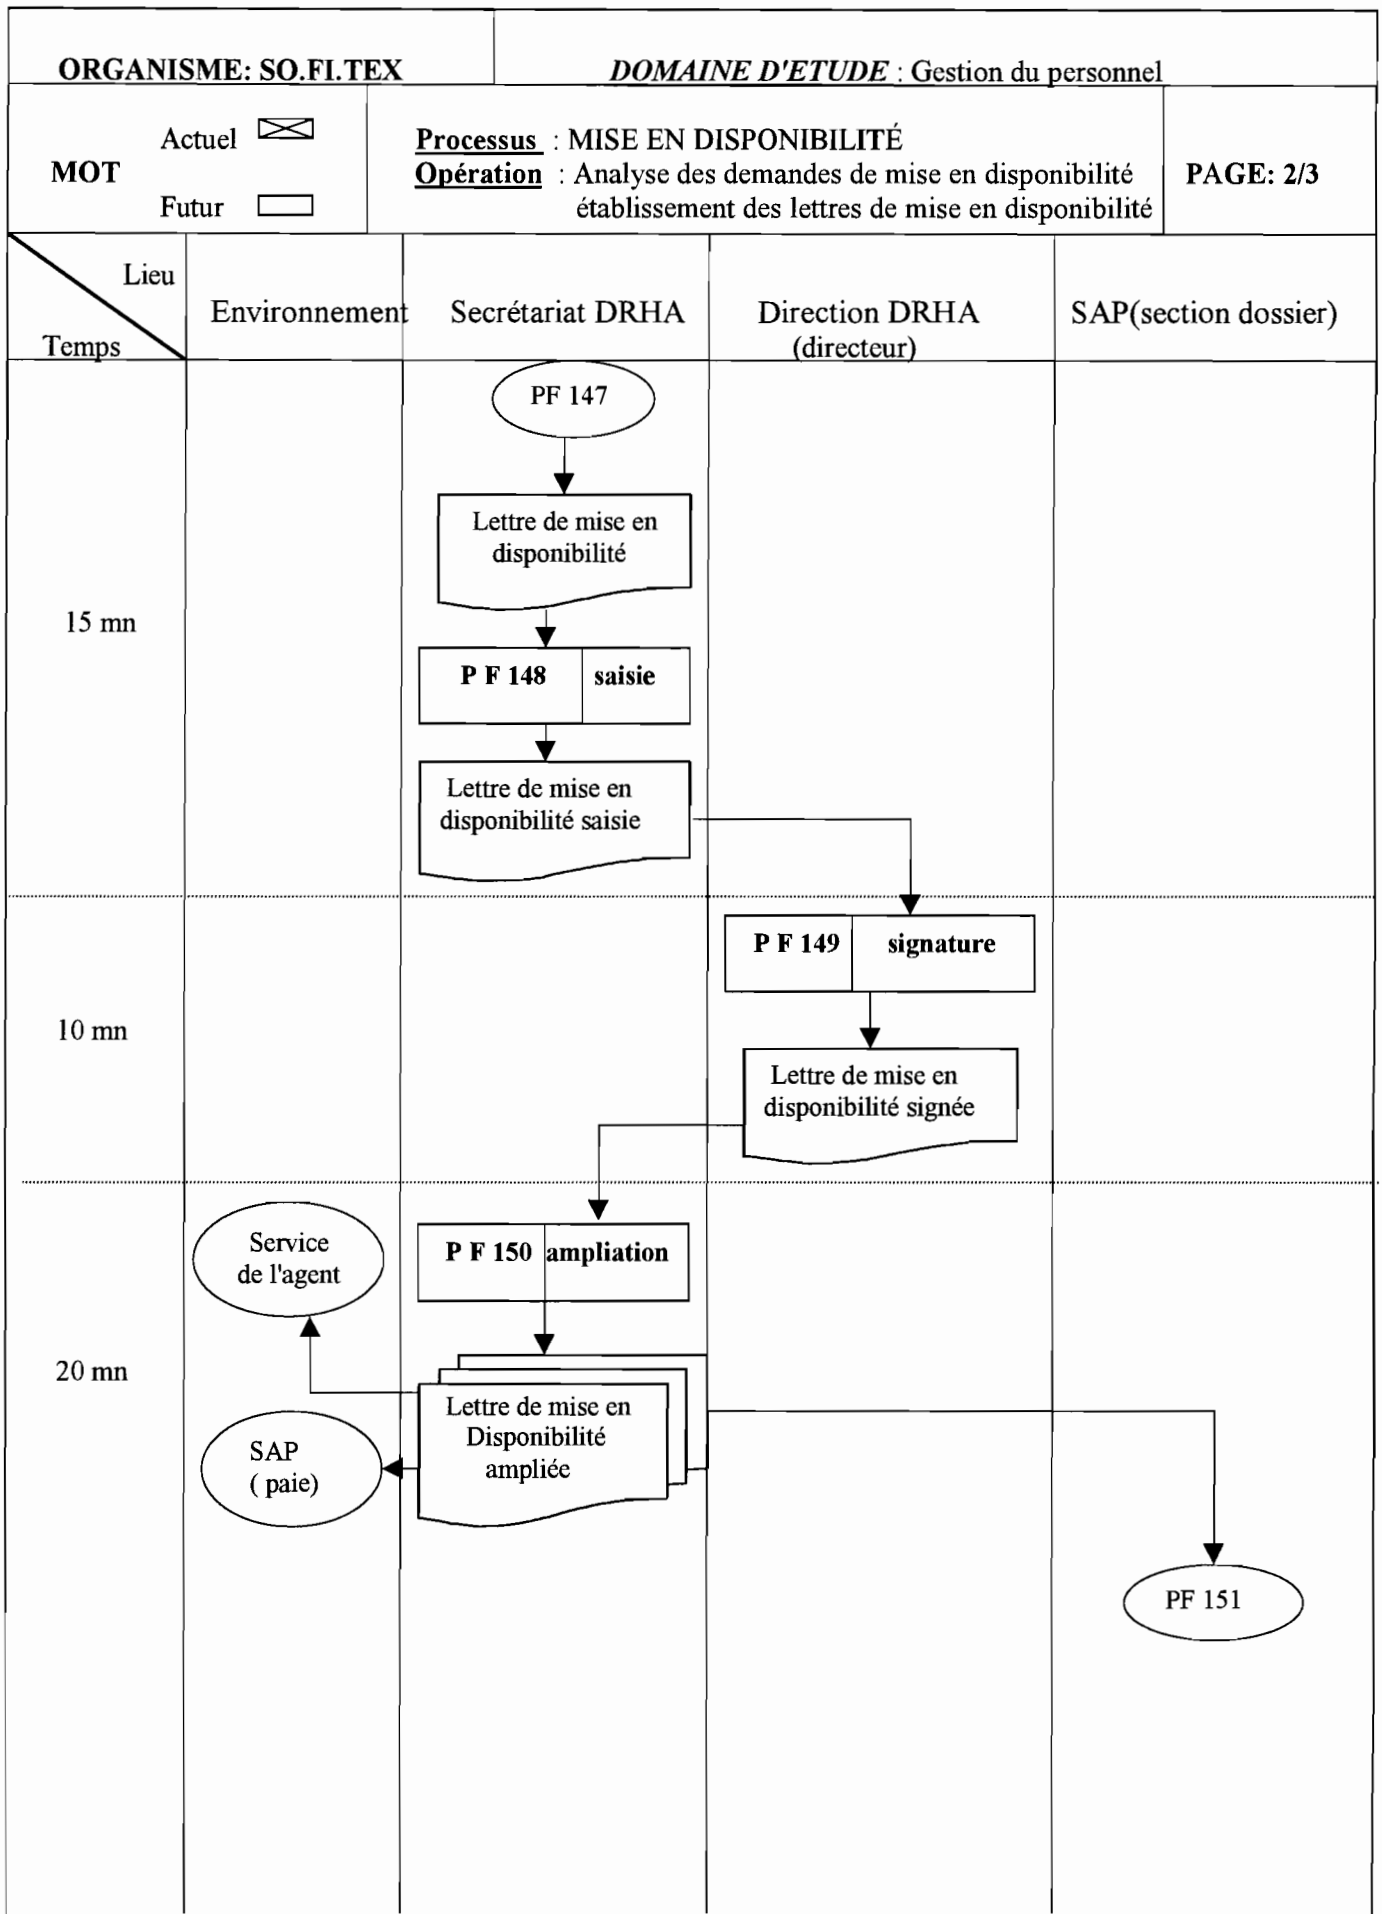 ORGANISME: SO.FI.TEX
DOMAINE D'ETUDE : Gestion du personnel
MOT
Actuel
Futur
Processus : MISE EN DISPONIBILITÉ
Opération : Analyse des demandes de mise en disponibilité
établissement des lettres de mise en disponibilité
PAGE: 2/3
Lieu
Temps
Environnement
Secrétariat DRHA
Direction DRHA
(directeur)
SAP(section dossier)
PF 147
Lettre de mise en
disponibilité
15 mn
P F 148 saisie
Lettre de mise en
disponibilité saisie
P F 149 signature
10 mn
Lettre de mise en
disponibilité signée
Service
de l'agent
P F 150 ampliation
20 mn
Lettre de mise en
Disponibilité
ampliée
SAP
( paie)
PF 151